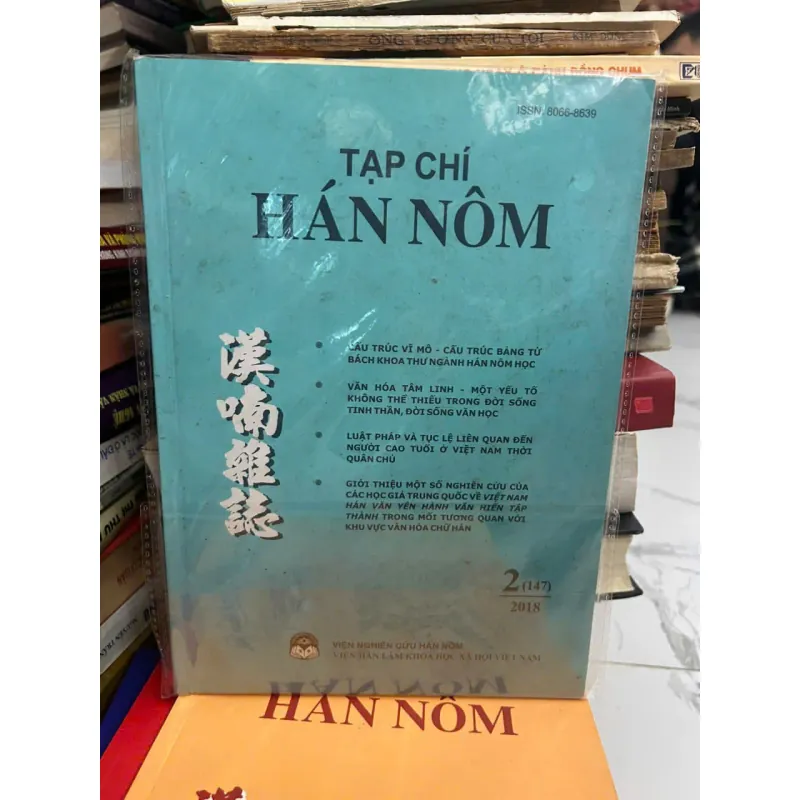 ISSN: 8066-8639
TẠP CHÍ
HÁN NÔM
漢喃雜誌
CẤU TRÚC VĨ MÔ - CẤU TRÚC BẢNG TỪ
BÁCH KHOA THƯ NGÀNH HÁN NÔM HỌC
VĂN HÓA TÂM LINH - MỘT YẾU TỐ
KHÔNG THỂ THIẾU TRONG ĐỜI SỐNG
TINH THẦN, ĐỜI SỐNG VĂN HỌC
LUẬT PHÁP VÀ TỤC LỆ LIÊN QUAN ĐẾN
NGƯỜI CAO TUỔI Ở VIỆT NAM THỜI
QUÂN CHỦ
GIỚI THIỆU MỘT SỐ NGHIÊN CỨU CỦA
CÁC HỌC GIẢ TRUNG QUỐC VỀ VIỆT NAM
HÁN VĂN YÊN HÀNH VĂN HIẾN TẬP
THÀNH TRONG MỐI TƯƠNG QUAN VỚI
KHU VỰC VĂN HÓA CHỮ HÁN
2 (147)
2018
VIỆN NGHIÊN CỨU HÁN NÔM
VIỆN HÀN LÂM KHOA HỌC XÃ HỘI VIỆT NAM
HÁN NÔM